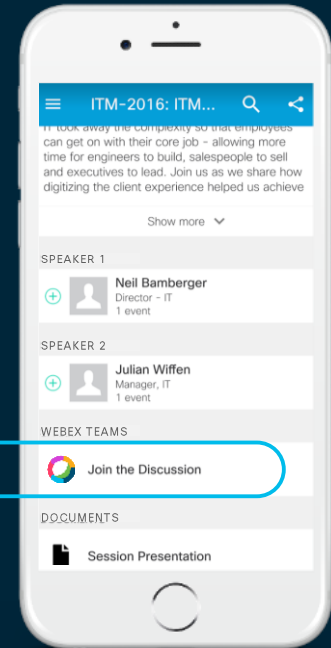 ITM-2016: ITM...
IT took away the complexity so that employees
can get on with their core job - allowing more
time for engineers to build, salespeople to sell
and executives to lead. Join us as we share how
digitizing the client experience helped us achieve
Show more
SPEAKER 1
Neil Bamberger
Director - IT
1 event
SPEAKER 2
Julian Wiffen
Manager, IT
1 event
WEBEX TEAMS
Join the Discussion
DOCUMENTS
Session Presentation